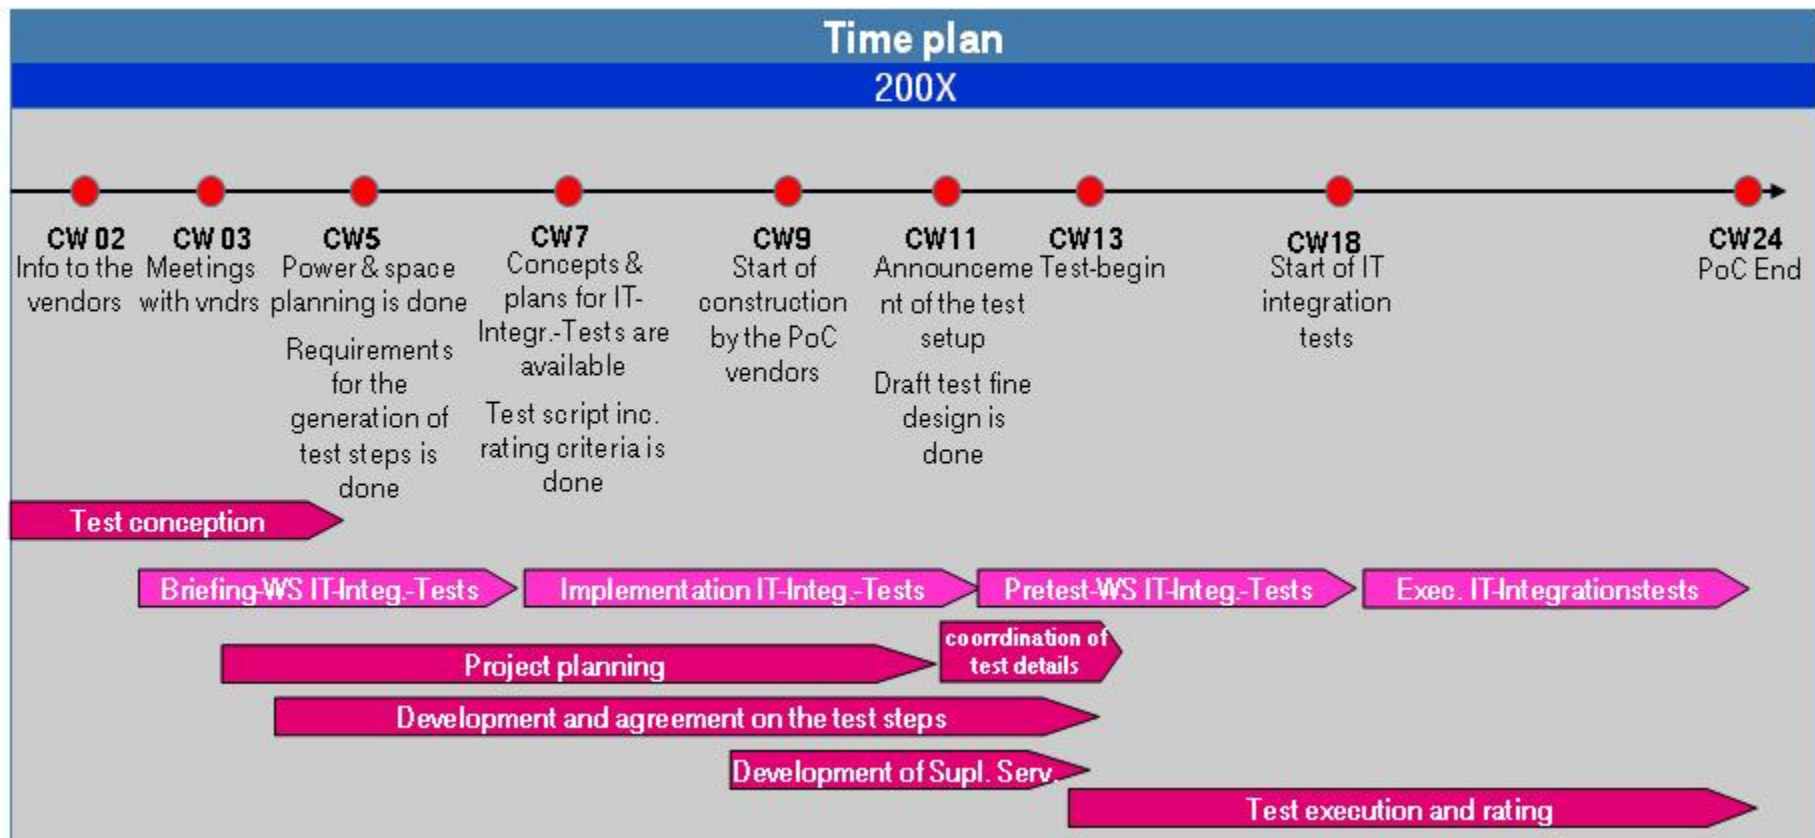 Time plan
200X
CW 02
Info to the
vendors
CW 03
Meetings
with vndrs
CW5
Power & space
planning is done
Requirements
for the
generation of
test steps is
done
CW7
Concepts &
plans for IT-
Integr.-Tests are
available
Test script inc.
rating criteria is
done
CW9
Start of
construction
by the PoC
vendors
CW11
Announceme
nt of the test
setup
Draft test fine
design is
done
CW13
Test-begin
CW18
Start of IT
integration
tests
CW24
PoC End
Test conception
Briefing-WS IT-Integ.-Tests
Implementation IT-Integ.-Tests
Pretest-WS IT-Integ.-Tests
Exec. IT-Integrationstests
Project planning
coorrdination of
test details
Development and agreement on the test steps
Development of Supl. Serv.
Test execution and rating